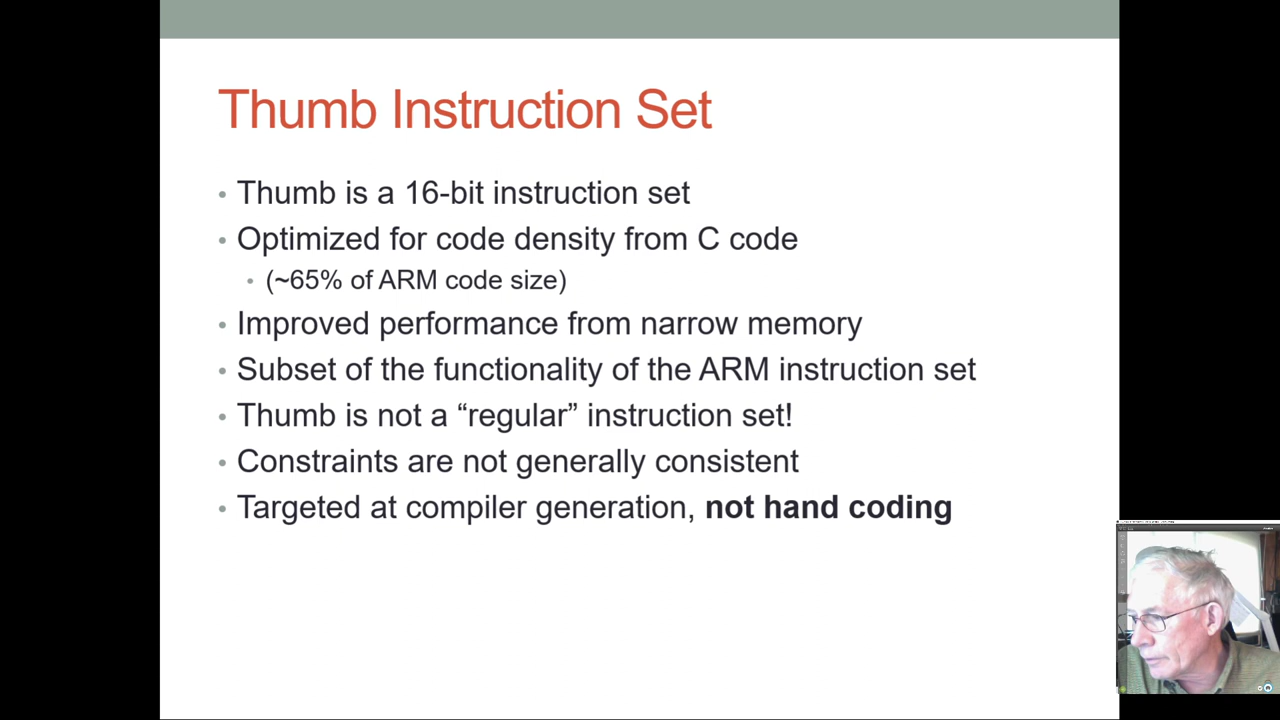 Thumb Instruction Set
• Thumb is a 16-bit instruction set
• Optimized for code density from C code
• (~65% of ARM code size)
• Improved performance from narrow memory
• Subset of the functionality of the ARM instruction set
• Thumb is not a “regular” instruction set!
• Constraints are not generally consistent
• Targeted at compiler generation, not hand coding